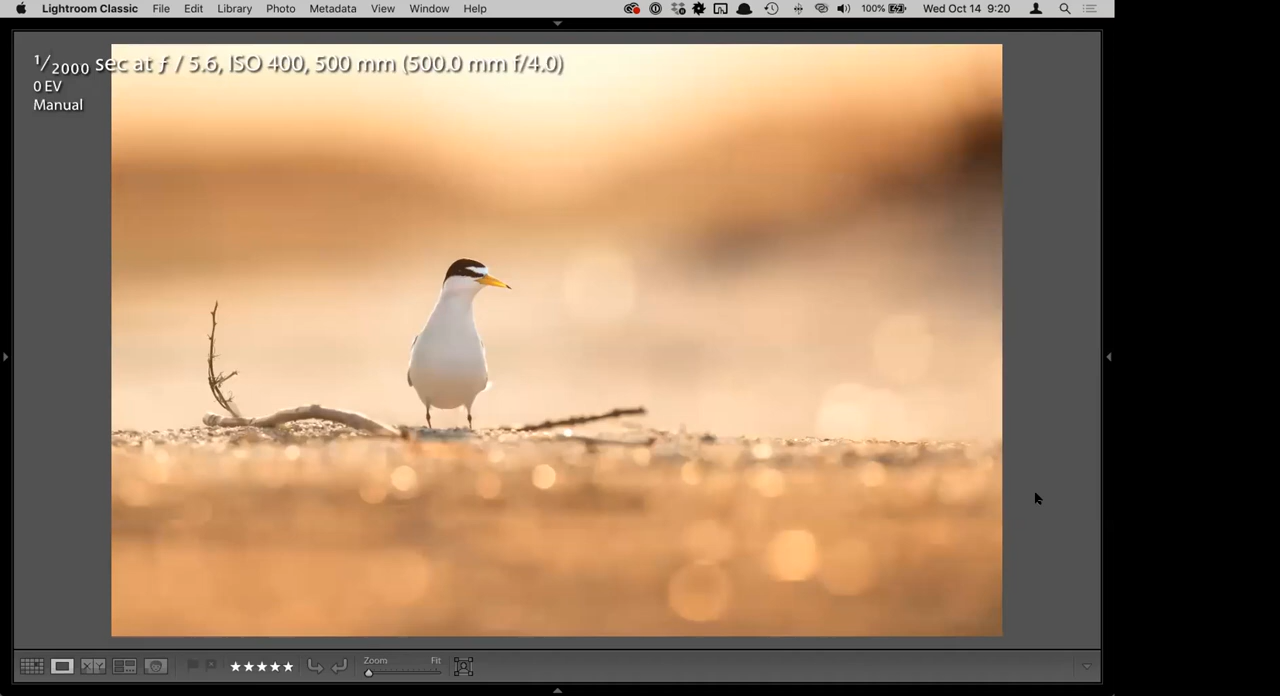 Lightroom Classic File Edit Library Photo Metadata View Window Help 100% Wed Oct 14 9:20
1/2000 sec at ƒ / 5.6, ISO 400, 500 mm (500.0 mm f/4.0)
0 EV
Manual
Zoom Fit